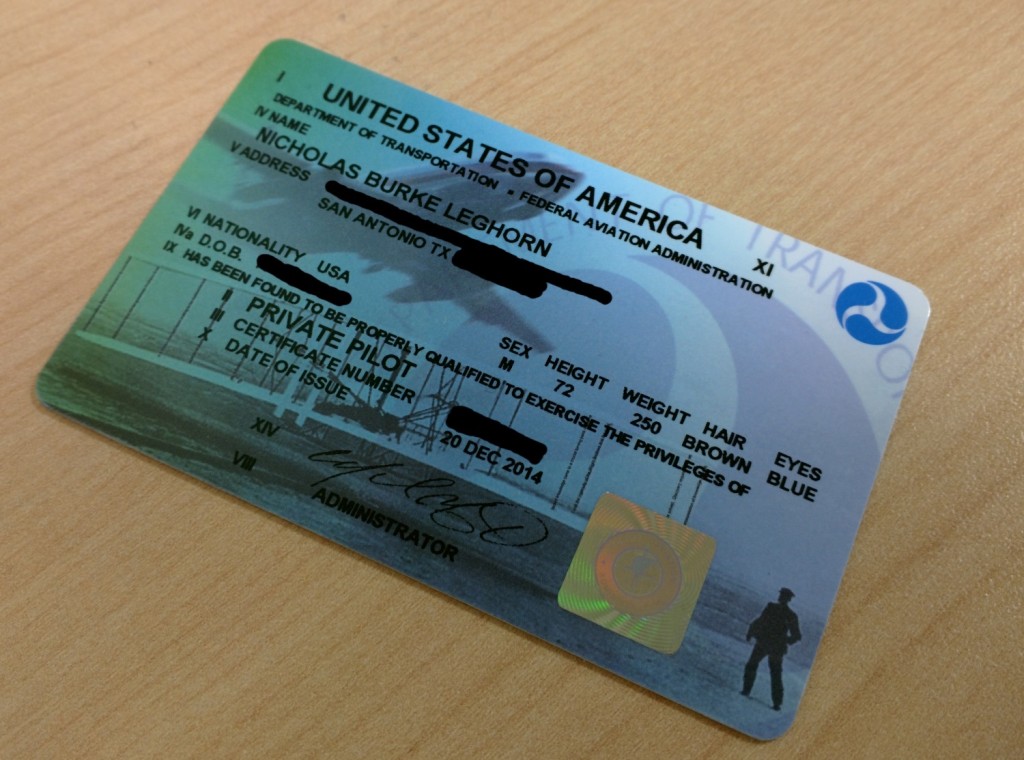 I UNITED STATES OF AMERICA XI
DEPARTMENT OF TRANSPORTATION - FEDERAL AVIATION ADMINISTRATION
IV NAME
NICHOLAS BURKE LEGHORN
V ADDRESS
SAN ANTONIO TX
VI NATIONALITY USA
IVa D.O.B.
SEX HEIGHT WEIGHT HAIR EYES
M 72 250 BROWN BLUE
IX HAS BEEN FOUND TO BE PROPERLY QUALIFIED TO EXERCISE THE PRIVILEGES OF
II PRIVATE PILOT
III CERTIFICATE NUMBER
X DATE OF ISSUE 20 DEC 2014
XIV
VIII ADMINISTRATOR
OF
TRAN